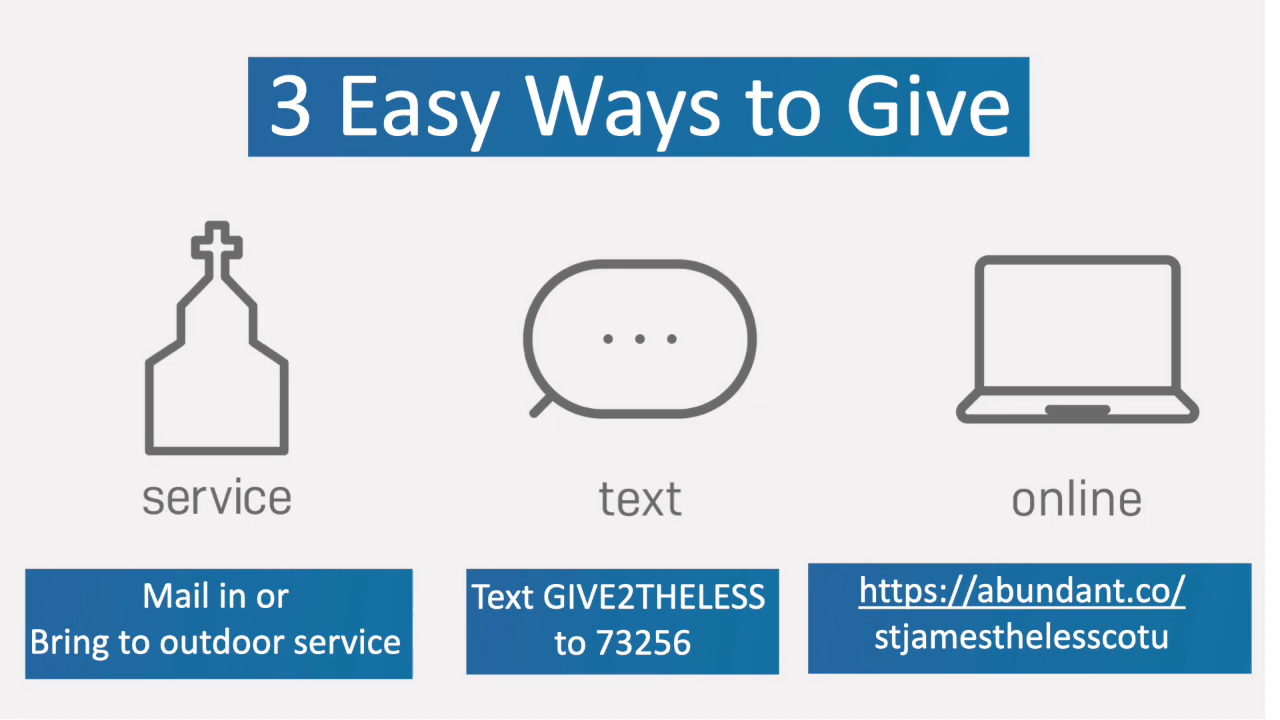 3 Easy Ways to Give
service
text
online
Mail in or
Bring to outdoor service
Text GIVE2THELESS
to 73256
https://abundant.co/
stjamesthelesscotu